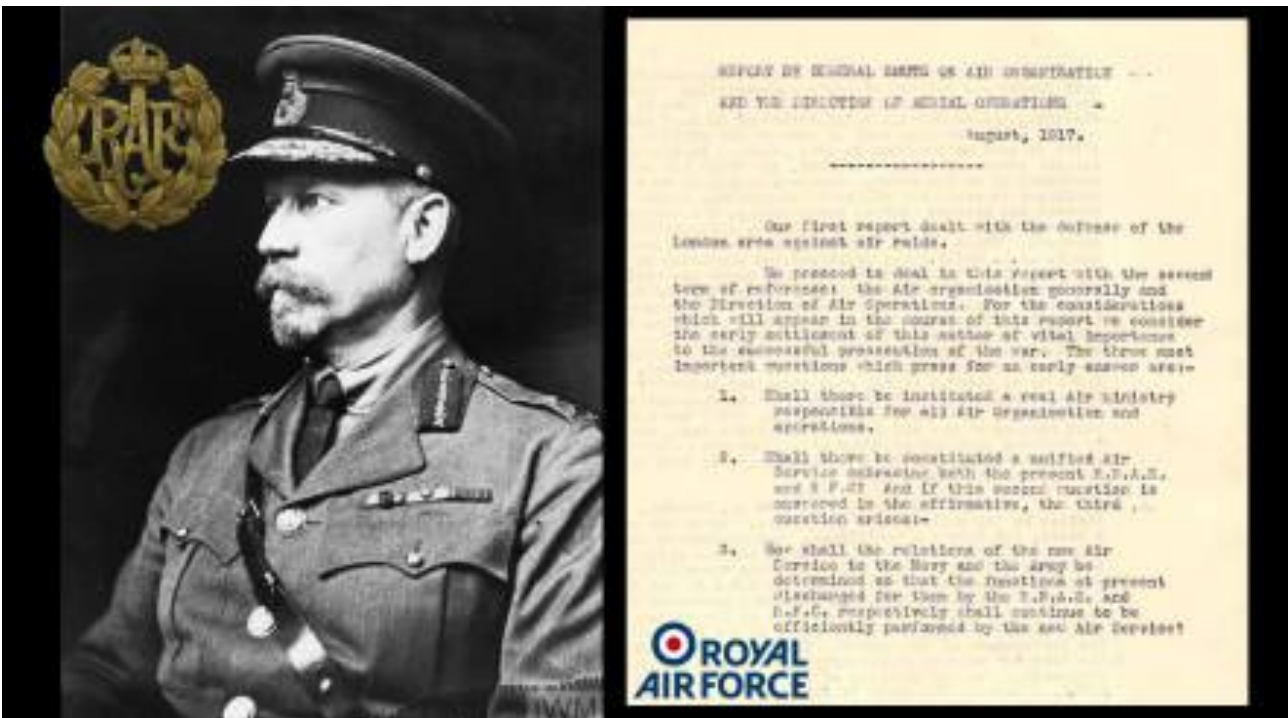 RAF
REPORT BY GENERAL SMUTS ON AIR ORGANISATION
AND THE DIRECTION OF AERIAL OPERATIONS
August, 1917.
Our first report dealt with the defense of the
London area against air raids.
We proceed to deal in this report with the second
term of reference: the Air organisation generally and
the Direction of Air Operations. For the considerations
which will appear in the course of this report we consider
the early settlement of this matter of vital importance
to the successful prosecution of the war. The three most
important questions which press for an early answer are:-
1. Shall there be instituted a real Air Ministry
responsible for all Air Organisation and
operations.
2. Shall there be constituted a unified Air
Service embracing both the present R.N.A.S.
and R.F.C? And if this second question is
answered in the affirmative, the third
question arises:-
3. How shall the relations of the new Air
Service to the Navy and the Army be
determined so that the functions at present
discharged for them by the R.N.A.S. and
R.F.C. respectively shall continue to be
efficiently performed by the new Air Service?
ROYAL
AIR FORCE
IWM